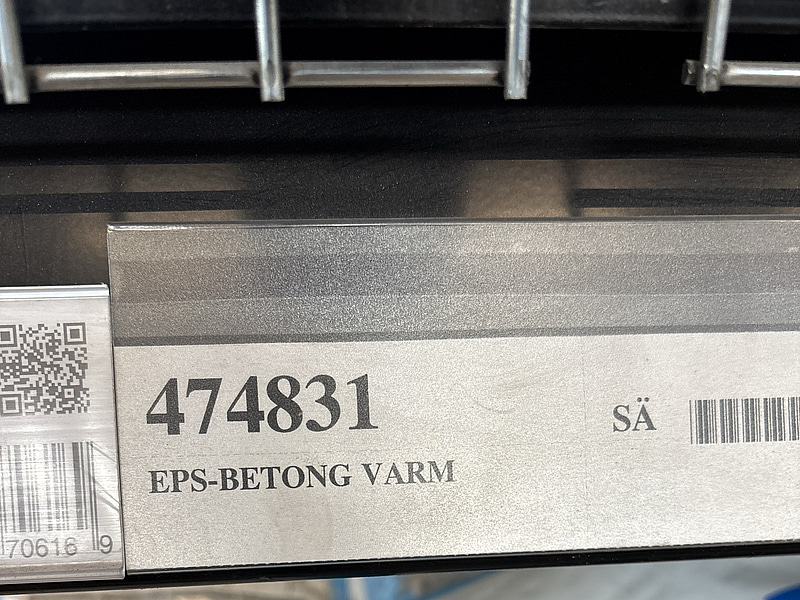 474831
EPS-BETONG VARM
SÄ
70616 9